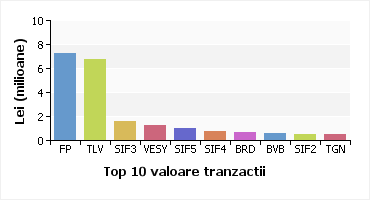 10
8
6
4
2
0
Lei (milioane)
FP TLV SIF3 VESY SIF5 SIF4 BRD BVB SIF2 TGN
Top 10 valoare tranzactii